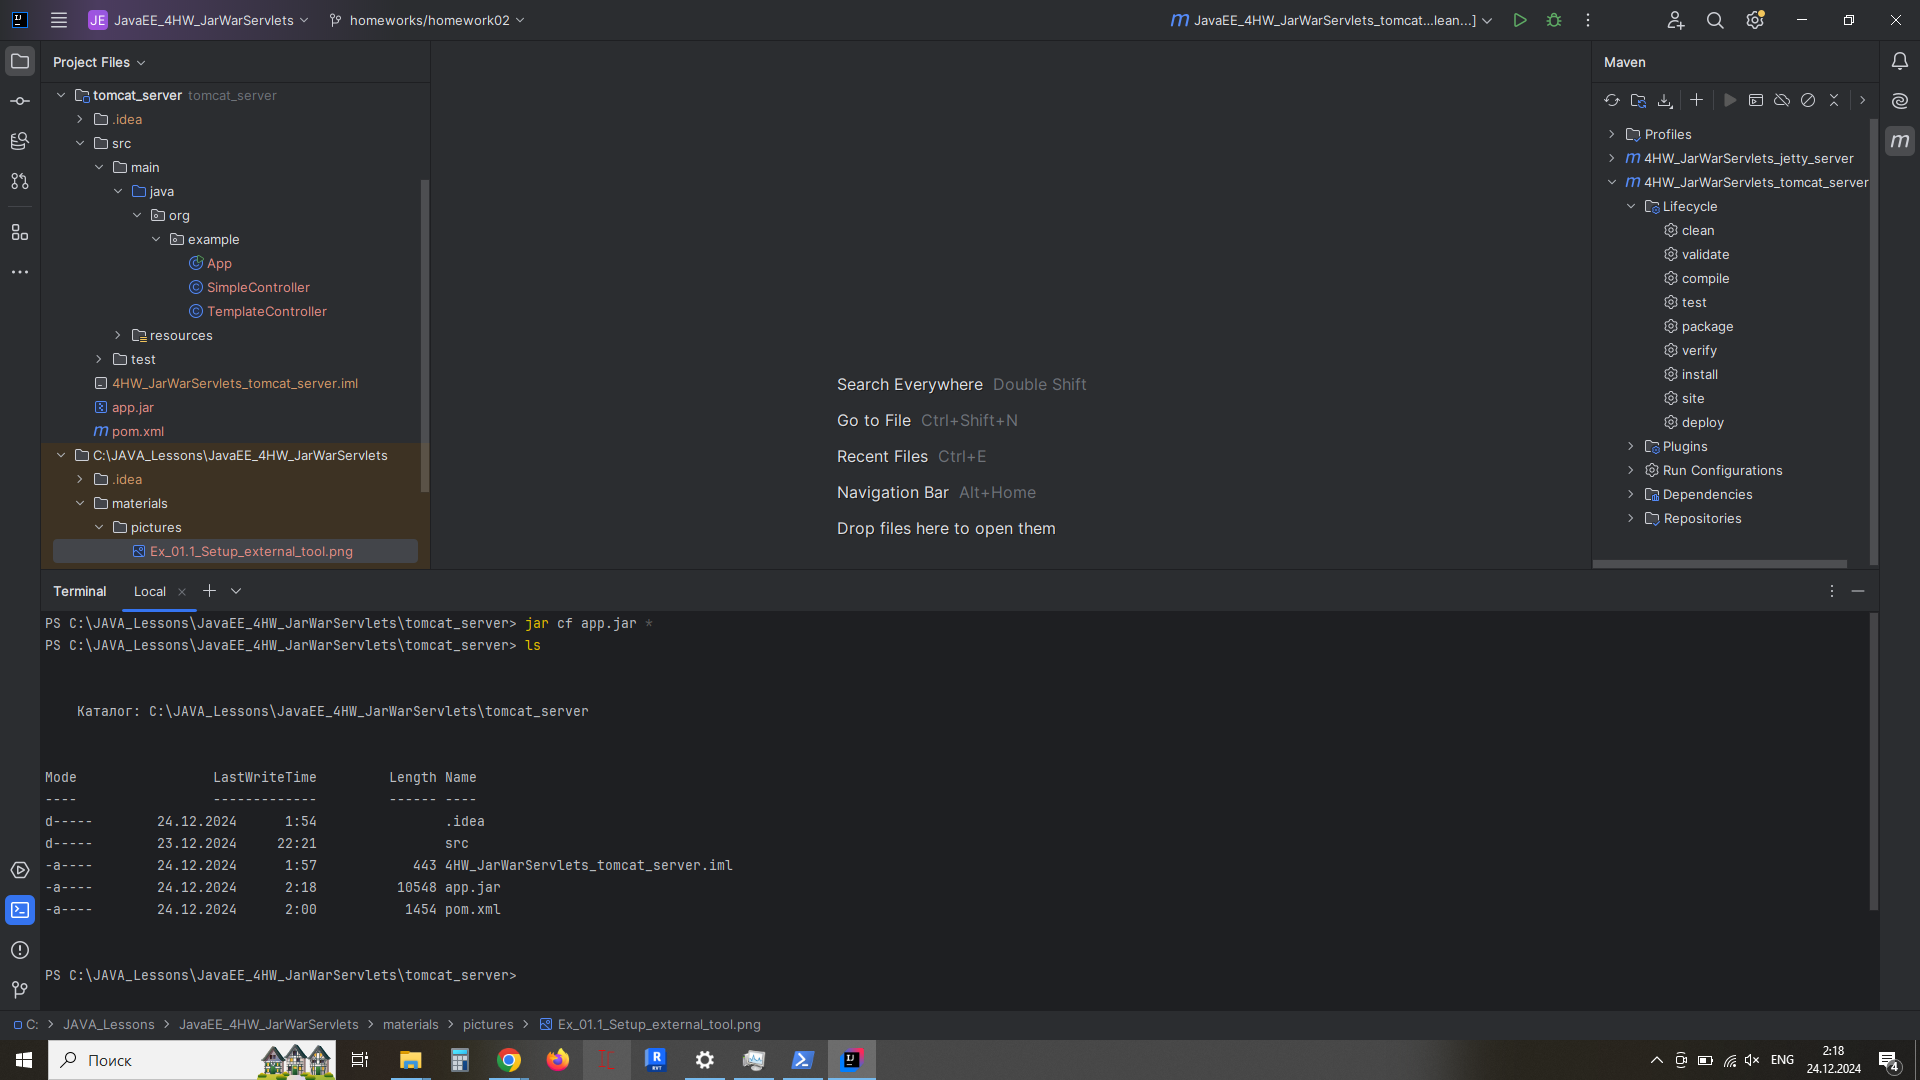 JE JavaEE_4HW_JarWarServlets homeworks/homework02 JavaEE_4HW_JarWarServlets_tomcat...lean...]
Project Files
tomcat_server tomcat_server
.idea
src
main
java
org
example
App
SimpleController
TemplateController
resources
test
4HW_JarWarServlets_tomcat_server.iml
app.jar
pom.xml
C:\JAVA_Lessons\JavaEE_4HW_JarWarServlets
.idea
materials
pictures
Ex_01.1_Setup_external_tool.png
Search Everywhere Double Shift
Go to File Ctrl+Shift+N
Recent Files Ctrl+E
Navigation Bar Alt+Home
Drop files here to open them
Maven
Profiles
4HW_JarWarServlets_jetty_server
4HW_JarWarServlets_tomcat_server
Lifecycle
clean
validate
compile
test
package
verify
install
site
deploy
Plugins
Run Configurations
Dependencies
Repositories
Terminal Local
PS C:\JAVA_Lessons\JavaEE_4HW_JarWarServlets\tomcat_server> jar cf app.jar *
PS C:\JAVA_Lessons\JavaEE_4HW_JarWarServlets\tomcat_server> ls
Каталог: C:\JAVA_Lessons\JavaEE_4HW_JarWarServlets\tomcat_server
Mode LastWriteTime Length Name
---- ------------- ------ ----
d----- 24.12.2024 1:54 .idea
d----- 23.12.2024 22:21 src
-a---- 24.12.2024 1:57 443 4HW_JarWarServlets_tomcat_server.iml
-a---- 24.12.2024 2:18 10548 app.jar
-a---- 24.12.2024 2:00 1454 pom.xml
PS C:\JAVA_Lessons\JavaEE_4HW_JarWarServlets\tomcat_server>
C: > JAVA_Lessons > JavaEE_4HW_JarWarServlets > materials > pictures > Ex_01.1_Setup_external_tool.png
Поиск
ENG
2:18
24.12.2024
4